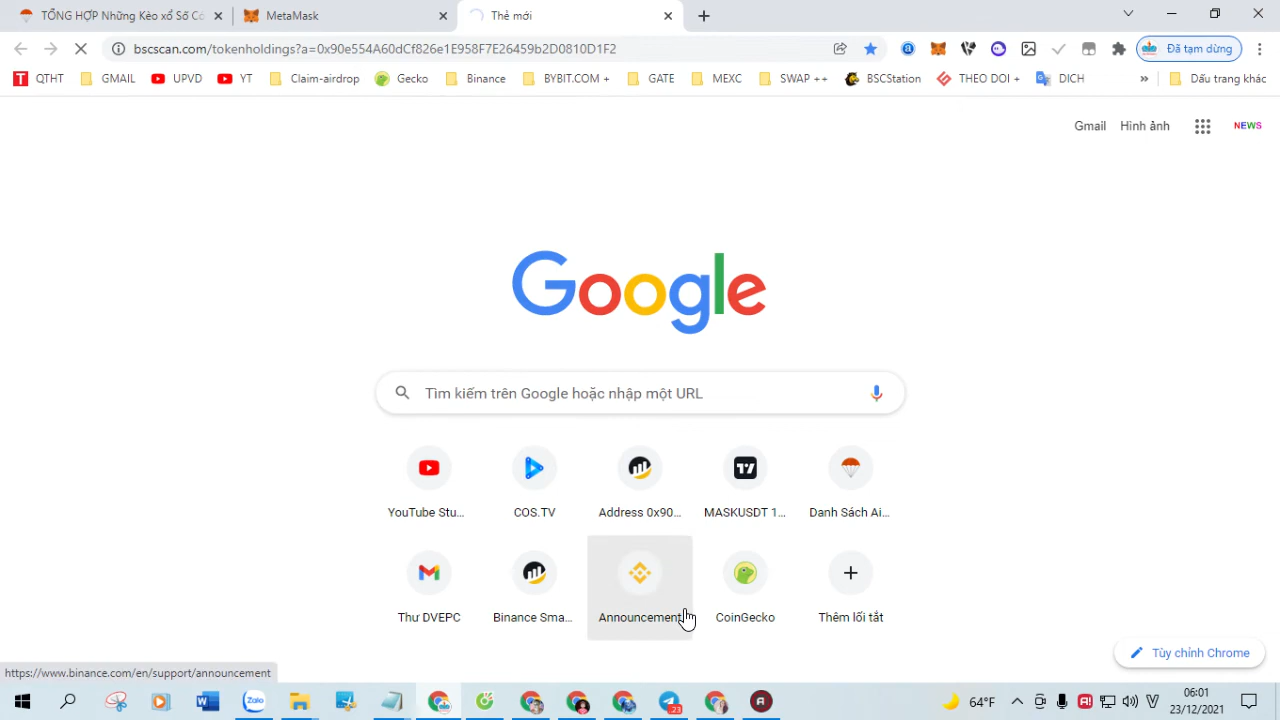 TỔNG HỢP Những Kèo xổ Số Có
MetaMask
Thẻ mới
bscscan.com/tokenholdings?a=0x90e554A60dCf826e1E958F7E26459b2D0810D1F2
Đã tạm dừng
QTHT
GMAIL
UPVD
YT
Claim-airdrop
Gecko
Binance
BYBIT.COM +
GATE
MEXC
SWAP ++
BSCStation
THEO DOI +
DICH
»
Dấu trang khác
Gmail
Hình ảnh
NEWS
Google
Tìm kiếm trên Google hoặc nhập một URL
YouTube Stu...
COS.TV
Address 0x90...
MASKUSDT 1...
Danh Sách Ai...
Thư DVEPC
Binance Sma...
Announcement
CoinGecko
Thêm lối tắt
Tùy chỉnh Chrome
https://www.binance.com/en/support/announcement
Zalo
23
64°F
06:01
23/12/2021